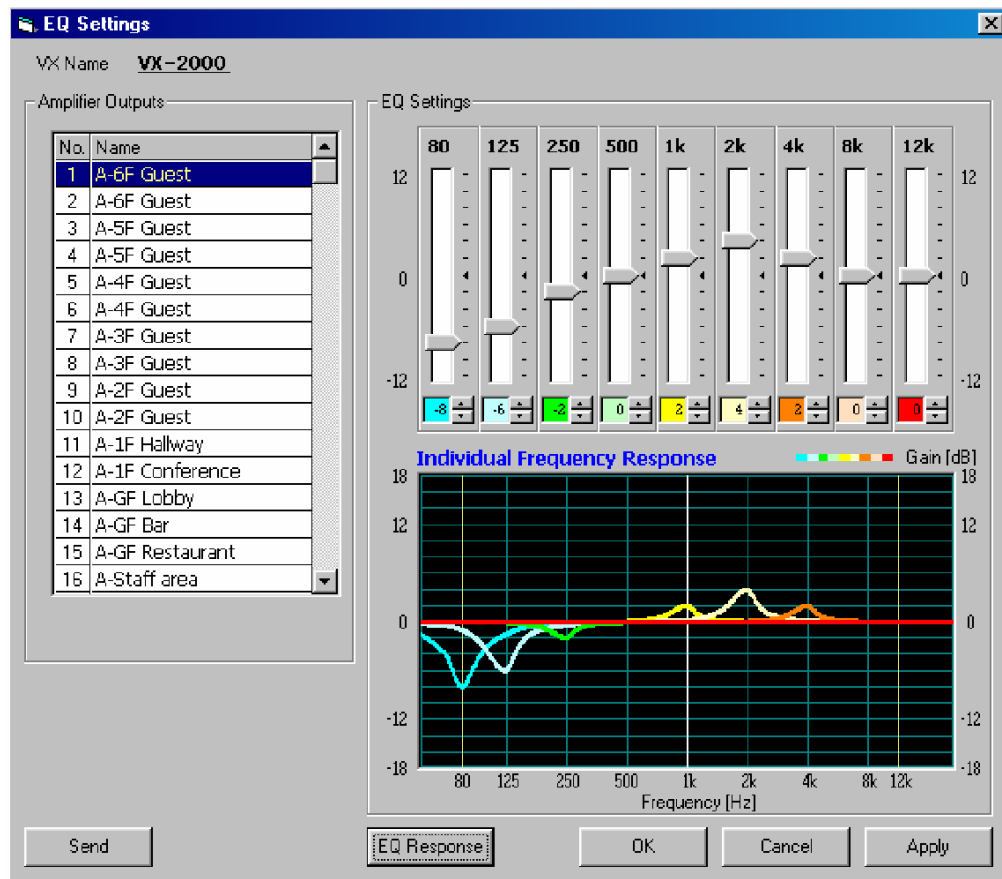 EQ Settings
VX Name VX-2000
Amplifier Outputs
No. Name
1 A-6F Guest
2 A-6F Guest
3 A-5F Guest
4 A-5F Guest
5 A-4F Guest
6 A-4F Guest
7 A-3F Guest
8 A-3F Guest
9 A-2F Guest
10 A-2F Guest
11 A-1F Hallway
12 A-1F Conference
13 A-GF Lobby
14 A-GF Bar
15 A-GF Restaurant
16 A-Staff area
EQ Settings
80 125 250 500 1k 2k 4k 8k 12k
12 12
0 0
-12 -12
-8 -6 -2 0 2 4 2 0 0
Individual Frequency Response Gain [dB]
18 18
12 12
0 0
-12 -12
-18 -18
80 125 250 500 1k 2k 4k 8k 12k
Frequency [Hz]
Send EQ Response OK Cancel Apply